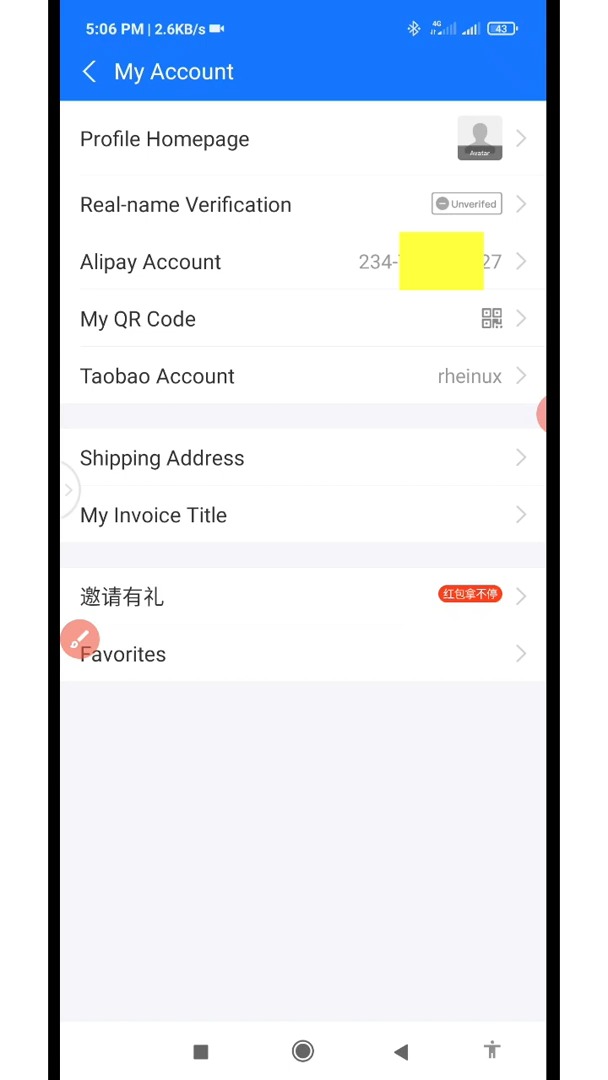 5:06 PM | 2.6KB/s
4G
43
My Account
Profile Homepage
Avatar
Real-name Verification
Unverifed
Alipay Account
234- 27
My QR Code
Taobao Account
rheinux
Shipping Address
My Invoice Title
邀请有礼
红包拿不停
Favorites